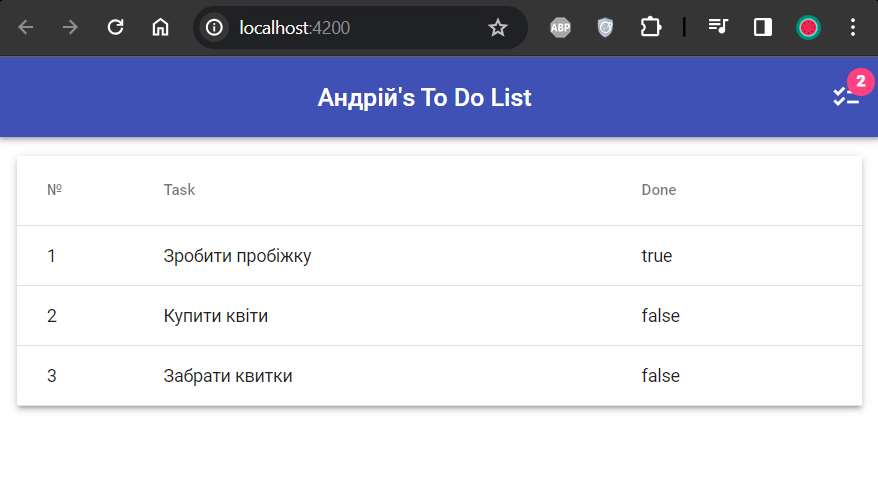 localhost:4200
ABP
Андрій's To Do List
2
№ Task Done
1 Зробити пробіжку true
2 Купити квіти false
3 Забрати квитки false